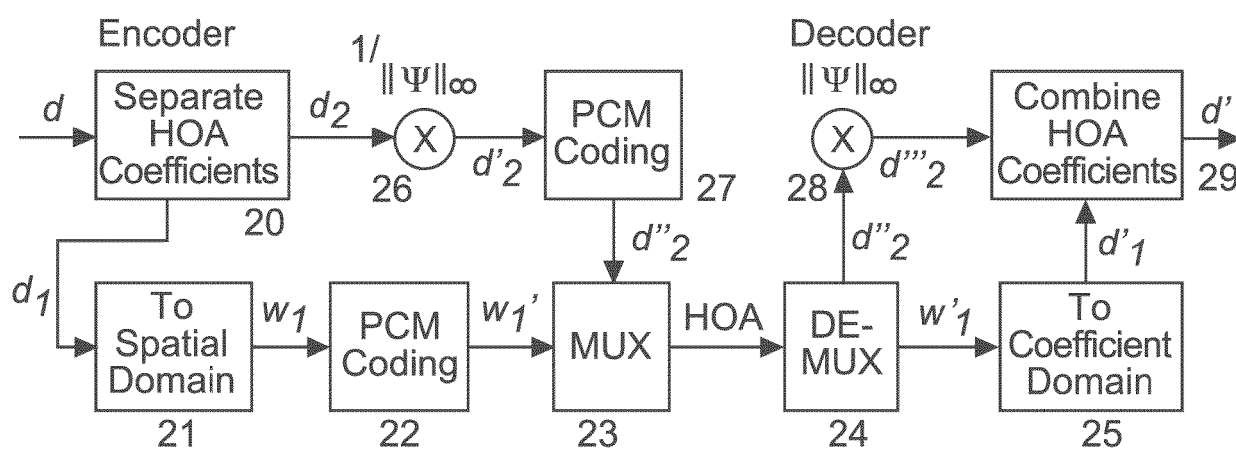 Encoder
Decoder
1/‖Ψ‖∞
‖Ψ‖∞
d
Separate
HOA
Coefficients
20
d2
X
26
d'2
PCM
Coding
27
X
28
d'''2
Combine
HOA
Coefficients
d'
29
d''2
d''2
d'1
d1
To
Spatial
Domain
21
w1
PCM
Coding
22
w1'
MUX
23
HOA
DE-
MUX
24
w'1
To
Coefficient
Domain
25